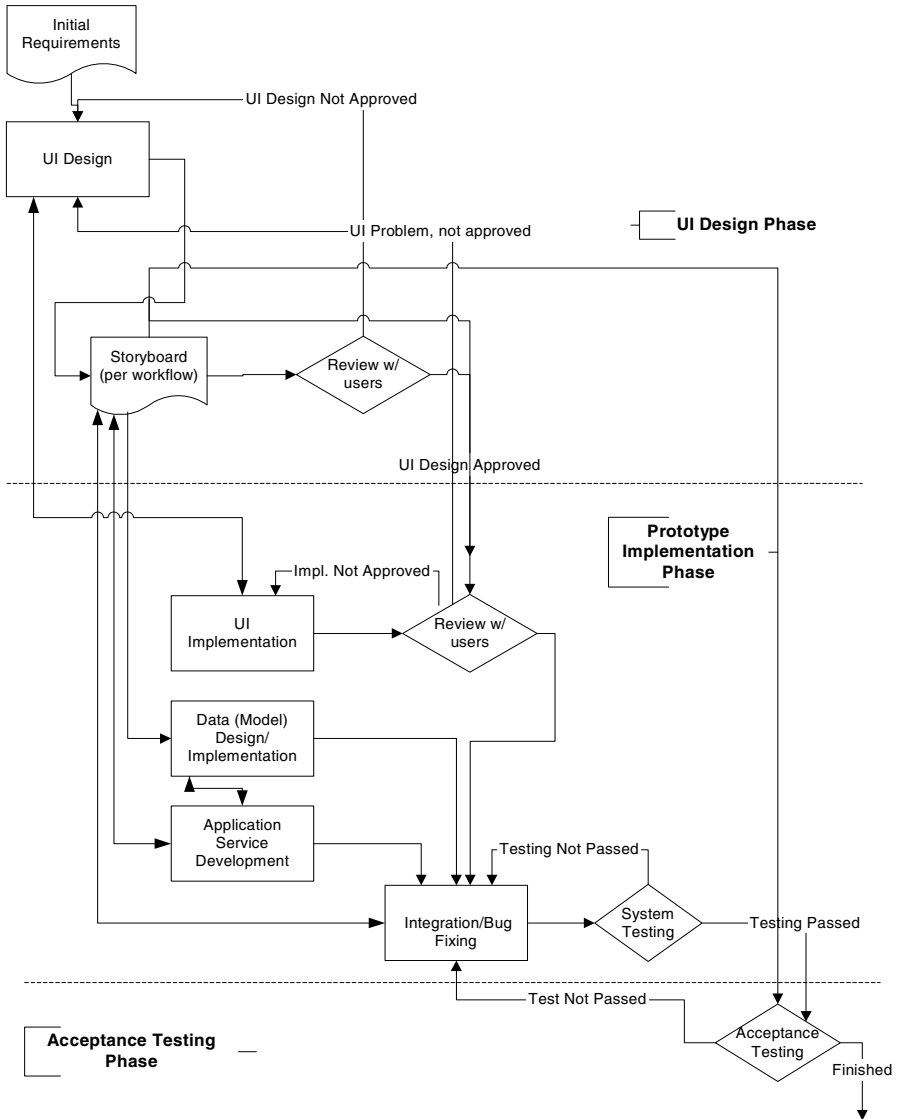 Initial
Requirements
UI Design Not Approved
UI Design
UI Problem, not approved
UI Design Phase
Storyboard
(per workflow)
Review w/
users
UI Design Approved
Prototype
Implementation
Phase
Impl. Not Approved
UI
Implementation
Review w/
users
Data (Model)
Design/
Implementation
Application
Service
Development
Testing Not Passed
Integration/Bug
Fixing
System
Testing
Testing Passed
Test Not Passed
Acceptance Testing
Phase
Acceptance
Testing
Finished